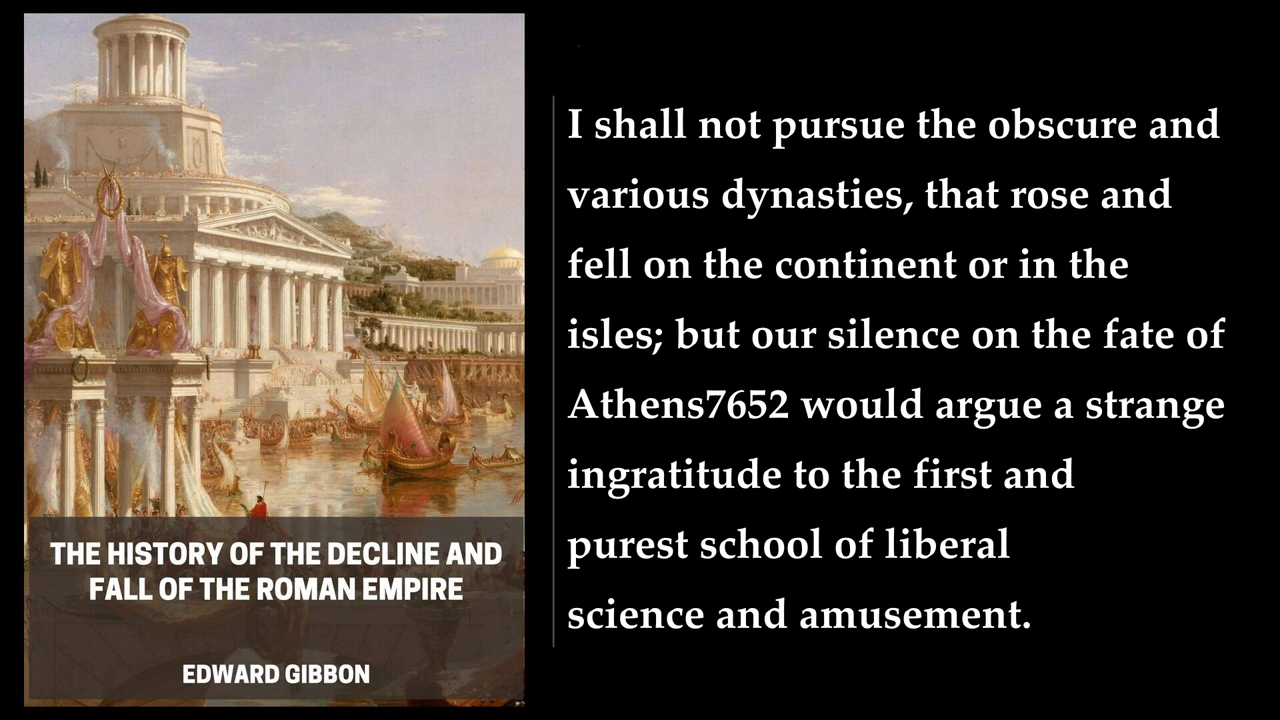 THE HISTORY OF THE DECLINE AND
FALL OF THE ROMAN EMPIRE
EDWARD GIBBON
I shall not pursue the obscure and
various dynasties, that rose and
fell on the continent or in the
isles; but our silence on the fate of
Athens7652 would argue a strange
ingratitude to the first and
purest school of liberal
science and amusement.